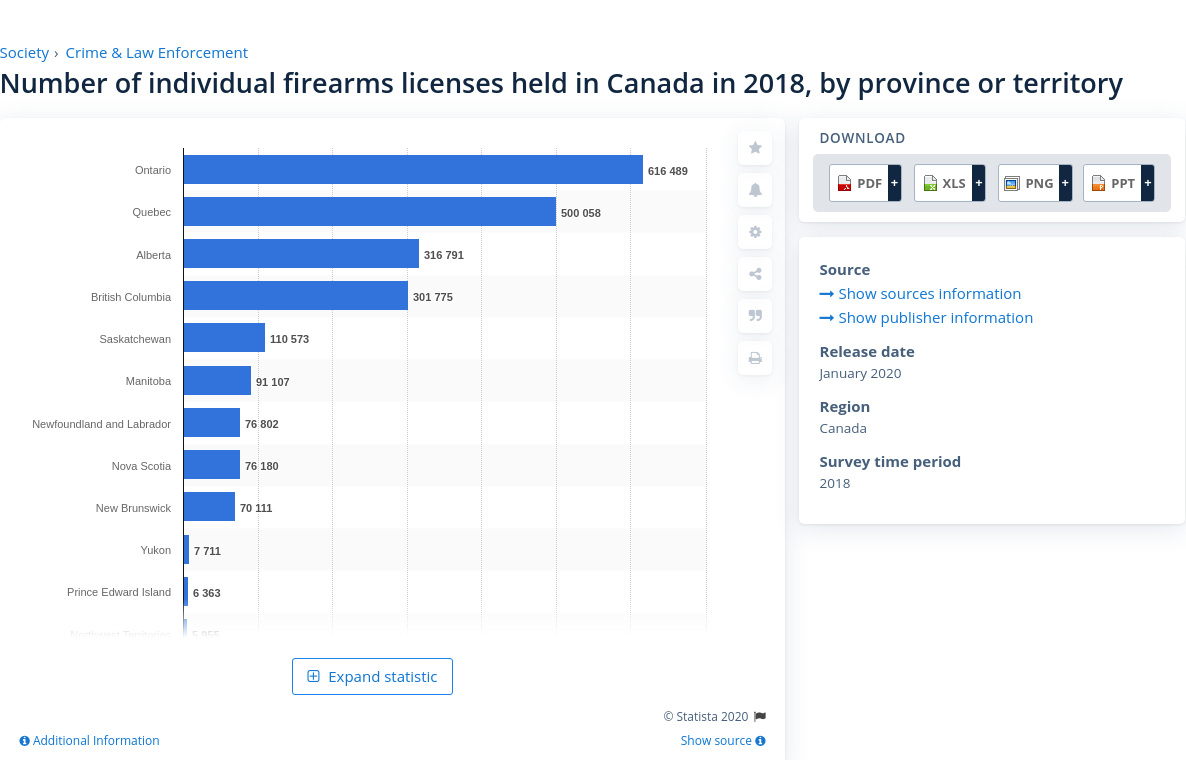 Society › Crime & Law Enforcement
Number of individual firearms licenses held in Canada in 2018, by province or territory
Ontario 616 489
Quebec 500 058
Alberta 316 791
British Columbia 301 775
Saskatchewan 110 573
Manitoba 91 107
Newfoundland and Labrador 76 802
Nova Scotia 76 180
New Brunswick 70 111
Yukon 7 711
Prince Edward Island 6 363
Northwest Territories 5 955
Expand statistic
© Statista 2020
Additional Information
Show source
DOWNLOAD
PDF + XLS + PNG + PPT +
Source
Show sources information
Show publisher information
Release date
January 2020
Region
Canada
Survey time period
2018